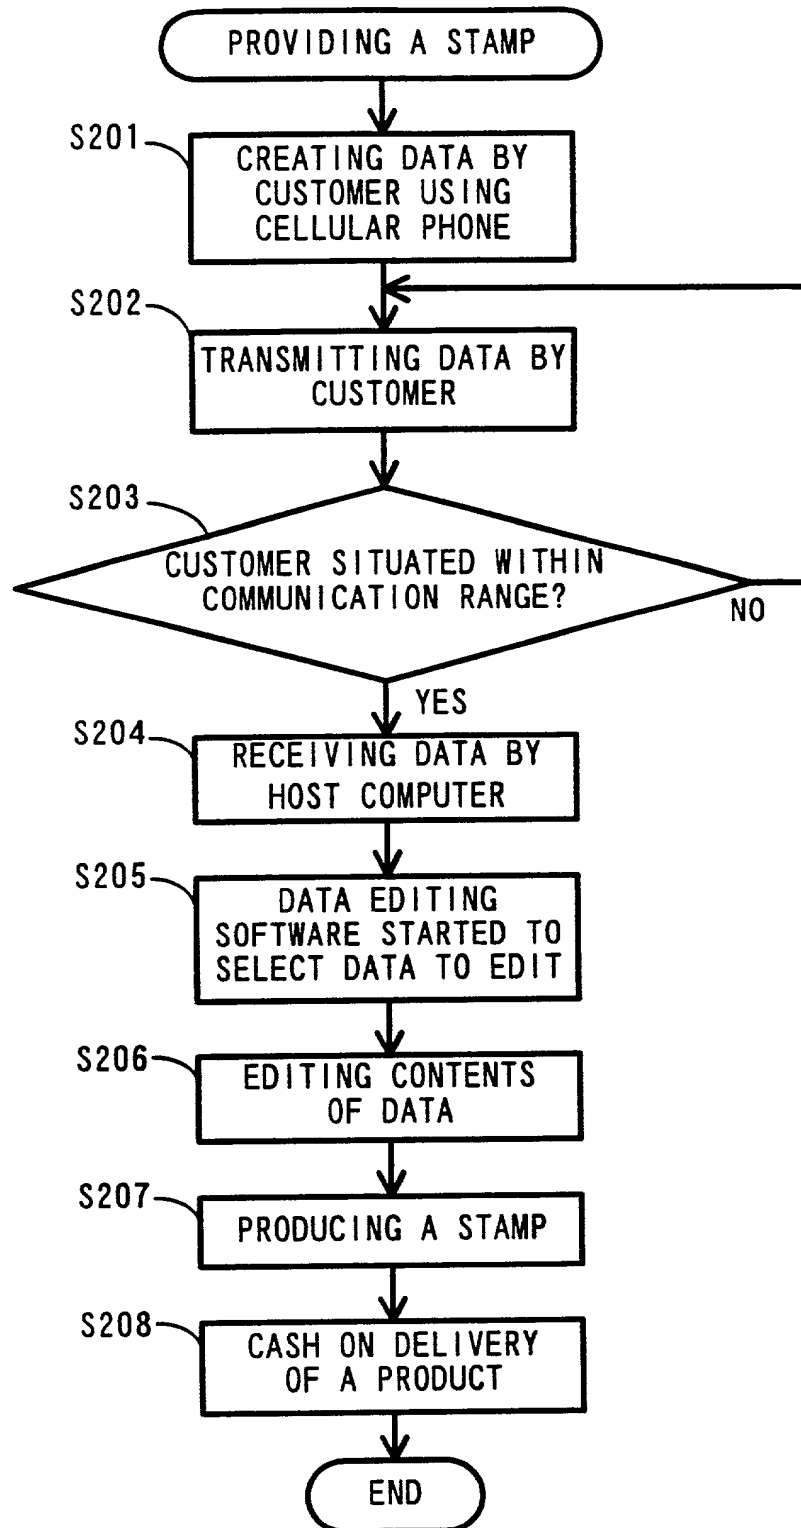 PROVIDING A STAMP
S201
CREATING DATA BY
CUSTOMER USING
CELLULAR PHONE
S202
TRANSMITTING DATA BY
CUSTOMER
S203
CUSTOMER SITUATED WITHIN
COMMUNICATION RANGE?
NO
YES
S204
RECEIVING DATA BY
HOST COMPUTER
S205
DATA EDITING
SOFTWARE STARTED TO
SELECT DATA TO EDIT
S206
EDITING CONTENTS
OF DATA
S207
PRODUCING A STAMP
S208
CASH ON DELIVERY
OF A PRODUCT
END